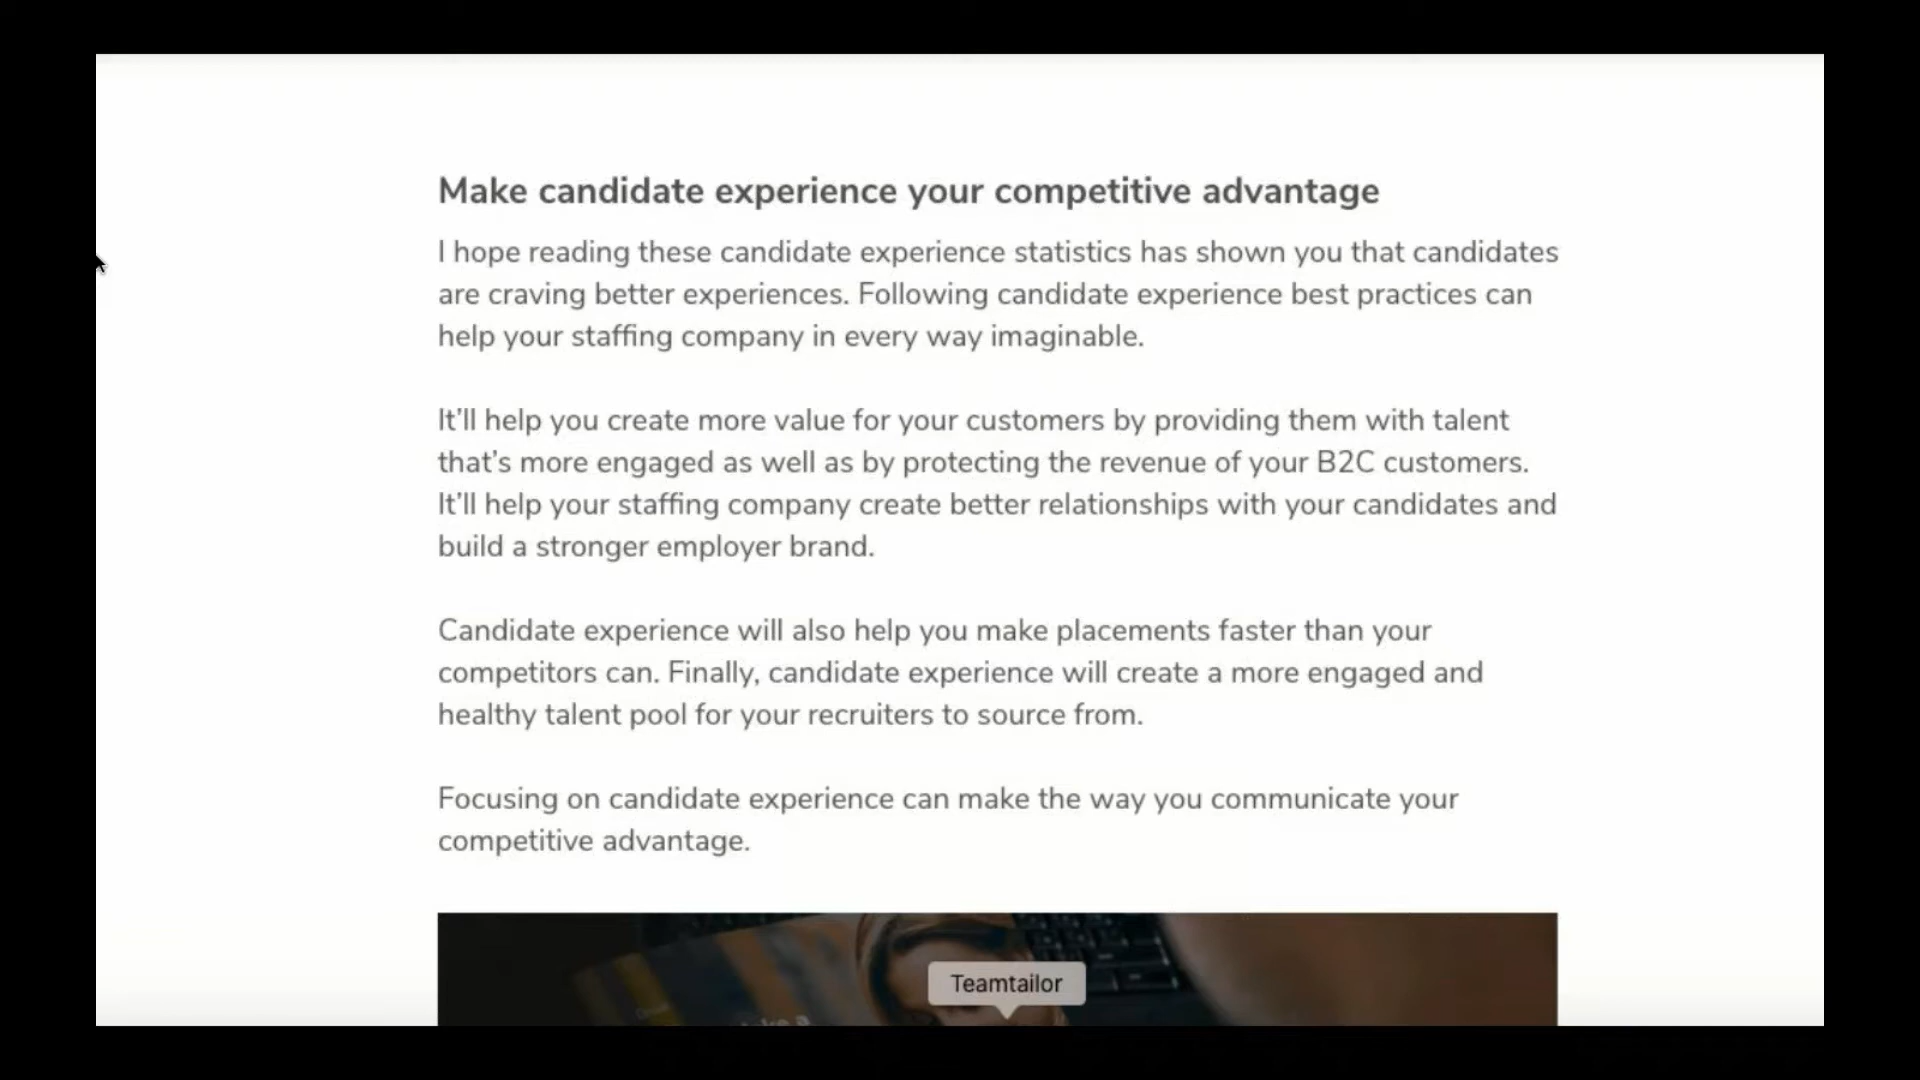 Make candidate experience your competitive advantage
I hope reading these candidate experience statistics has shown you that candidates
are craving better experiences. Following candidate experience best practices can
help your staffing company in every way imaginable.
It'll help you create more value for your customers by providing them with talent
that's more engaged as well as by protecting the revenue of your B2C customers.
It'll help your staffing company create better relationships with your candidates and
build a stronger employer brand.
Candidate experience will also help you make placements faster than your
competitors can. Finally, candidate experience will create a more engaged and
healthy talent pool for your recruiters to source from.
Focusing on candidate experience can make the way you communicate your
competitive advantage.
Teamtailor